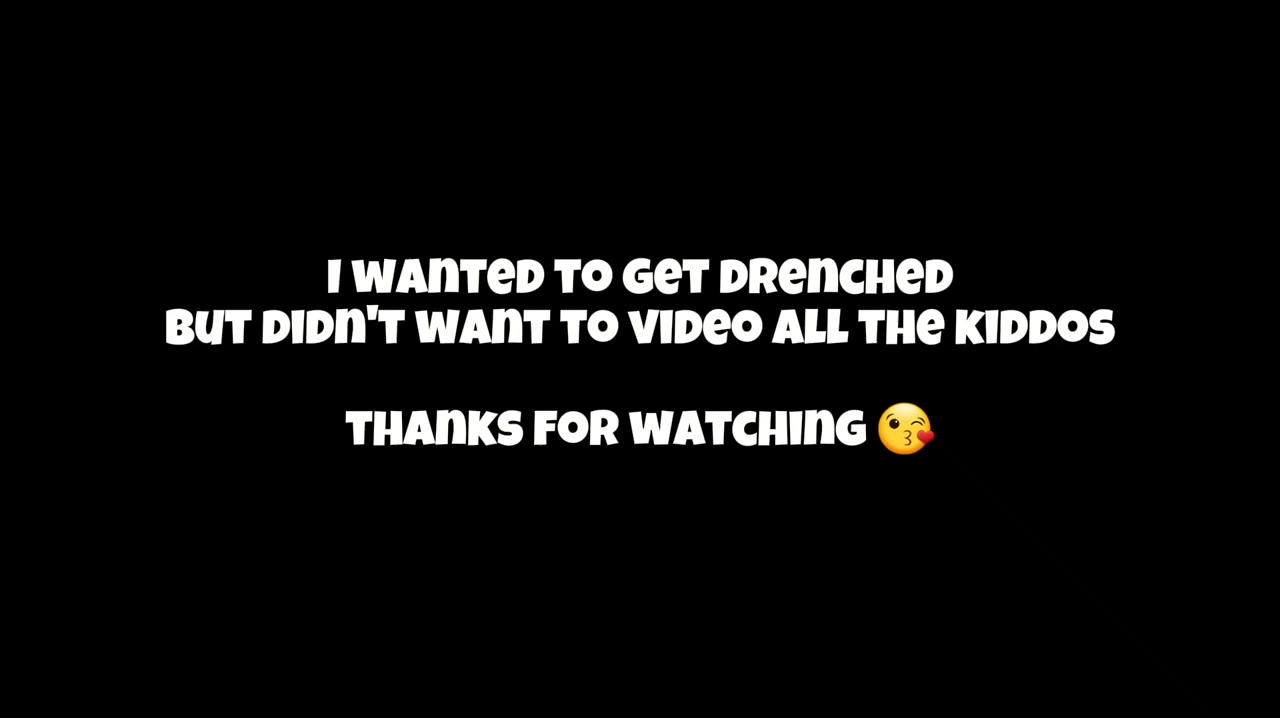 I wanted to get drenched
but didn't want to video all the kiddos
Thanks for watching 😘